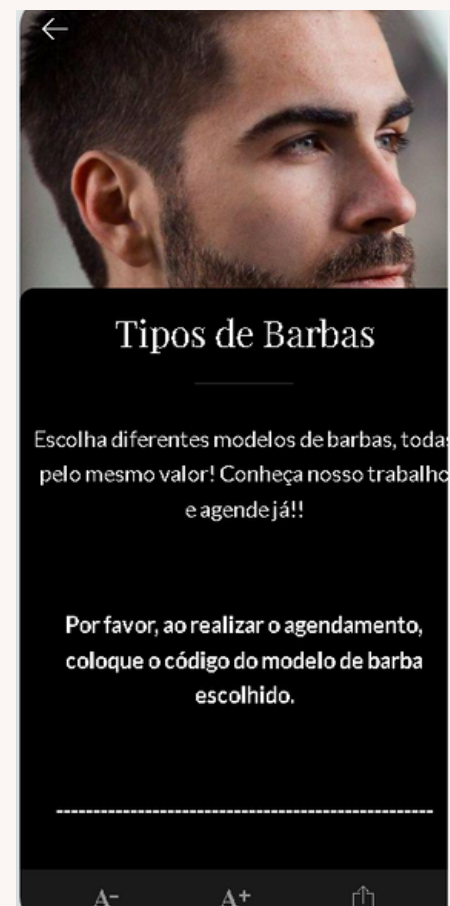 Tipos de Barbas
Escolha diferentes modelos de barbas, todas
pelo mesmo valor! Conheça nosso trabalho
e agende já!!
Por favor, ao realizar o agendamento,
coloque o código do modelo de barba
escolhido.
---------------------------------------------------
A- A+